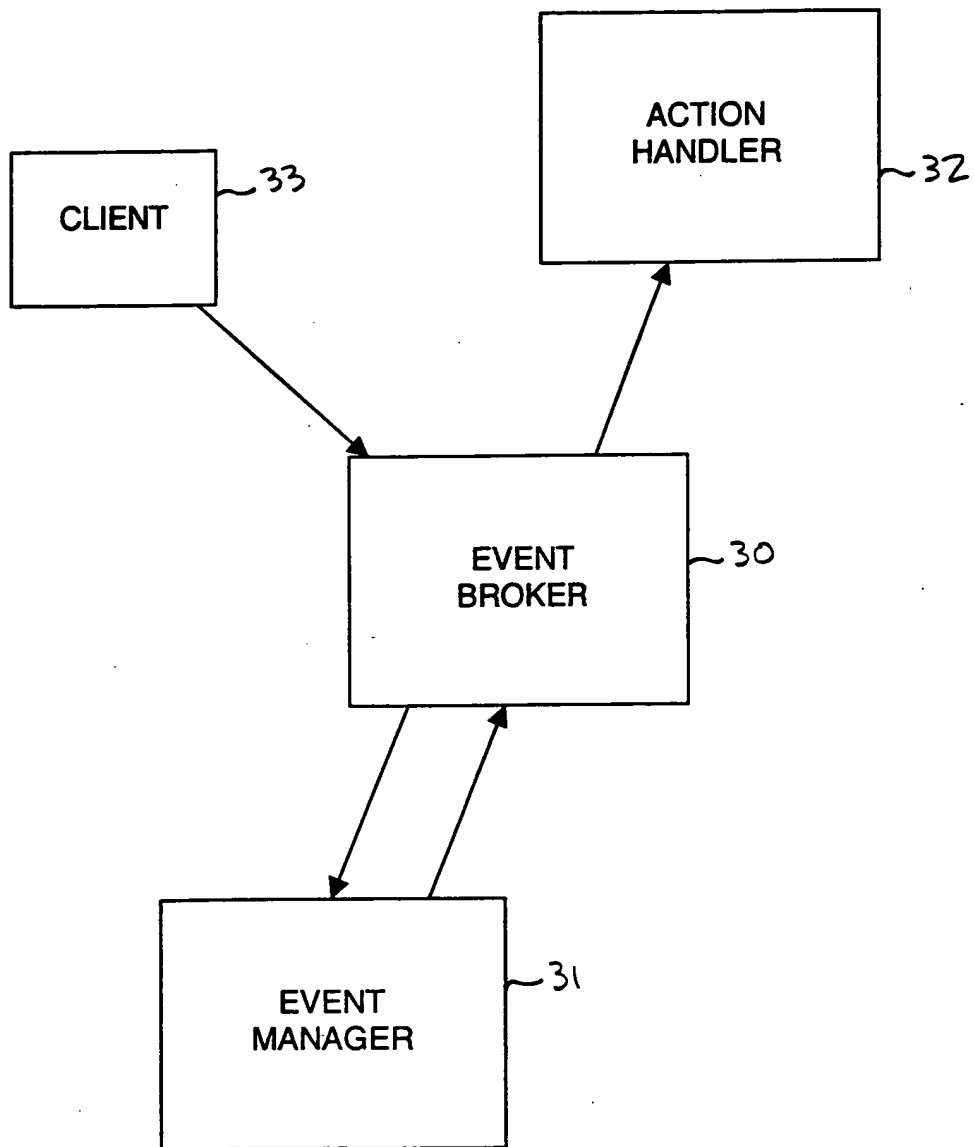 ACTION
HANDLER
32
CLIENT
33
EVENT
BROKER
30
EVENT
MANAGER
31